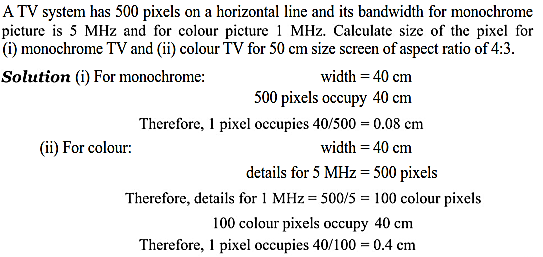 A TV system has 500 pixels on a horizontal line and its bandwidth for monochrome
picture is 5 MHz and for colour picture 1 MHz. Calculate size of the pixel for
(i) monochrome TV and (ii) colour TV for 50 cm size screen of aspect ratio of 4:3.
Solution (i) For monochrome: width = 40 cm
500 pixels occupy 40 cm
Therefore, 1 pixel occupies 40/500 = 0.08 cm
(ii) For colour: width = 40 cm
details for 5 MHz = 500 pixels
Therefore, details for 1 MHz = 500/5 = 100 colour pixels
100 colour pixels occupy 40 cm
Therefore, 1 pixel occupies 40/100 = 0.4 cm